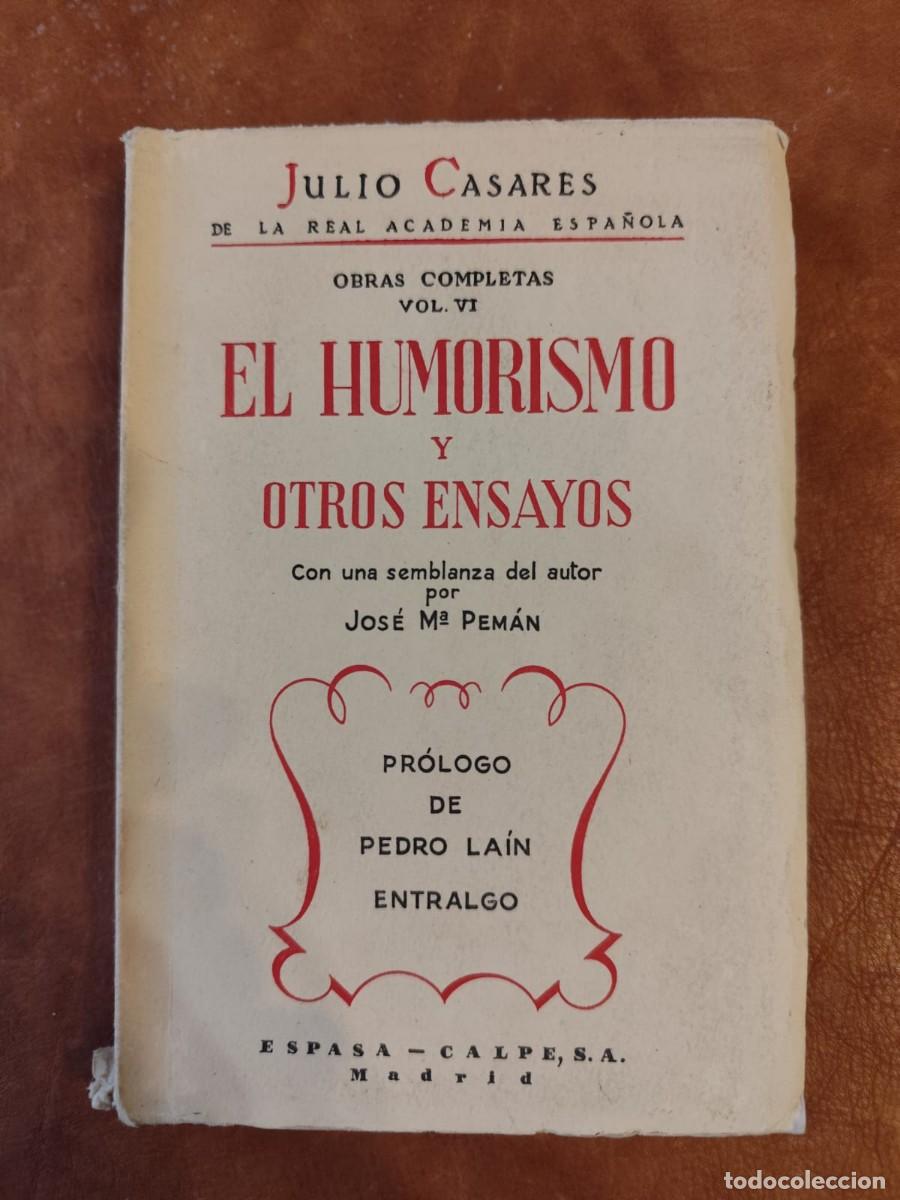 JULIO CASARES
DE LA REAL ACADEMIA ESPAÑOLA
OBRAS COMPLETAS
VOL. VI
EL HUMORISMO
Y
OTROS ENSAYOS
Con una semblanza del autor
por
JOSÉ Mª PEMÁN
PRÓLOGO
DE
PEDRO LAÍN
ENTRALGO
ESPASA – CALPE, S.A.
Madrid
todocoleccion